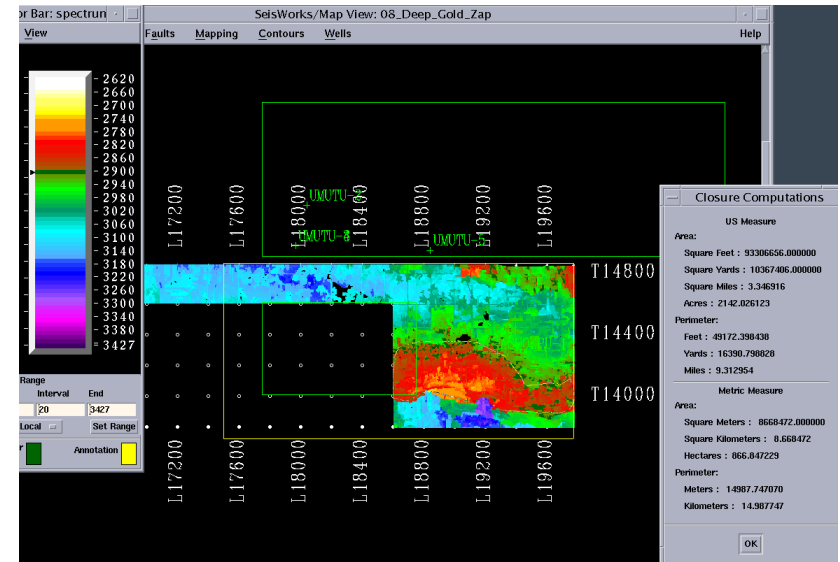 or Bar: spectrun
View
2620
2660
2700
2740
2780
2820
2860
2900
2940
2980
3020
3060
3100
3140
3180
3220
3260
3300
3340
3380
3427
Range
Interval End
20 3427
Local Set Range
Annotation
SeisWorks/Map View: 08_Deep_Gold_Zap
Faults Mapping Contours Wells Help
L17200 L17600 L18000 L18400 L18800 L19200 L19600
UMUTU-5
T14800
T14400
T14000
L17200 L17600 L18000 L18400 L18800 L19200 L19600
Closure Computations
US Measure
Area:
Square Feet : 93306656.000000
Square Yards : 10367406.000000
Square Miles : 3.346916
Acres : 2142.026123
Perimeter:
Feet : 49172.398438
Yards : 16390.798828
Miles : 9.312954
Metric Measure
Area:
Square Meters : 8668472.000000
Square Kilometers : 8.668472
Hectares : 866.847229
Perimeter:
Meters : 14987.747070
Kilometers : 14.987747
OK